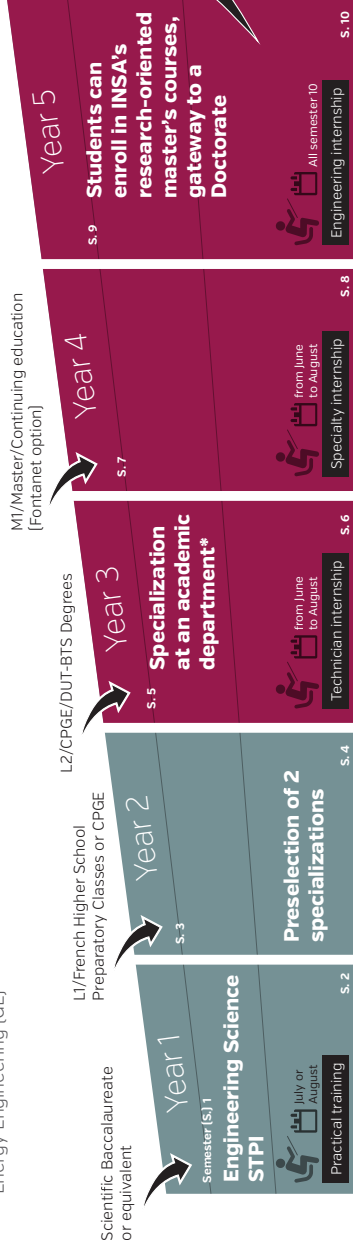 Energy Engineering (GE)
Scientific Baccalaureate
or equivalent
Year 1
Semester (S.) 1
Engineering Science
STPI
July or
August
Practical training
S. 2
L1/French Higher School
Preparatory Classes or CPGE
Year 2
S. 3
Preselection of 2
specializations
S. 4
L2/CPGE/DUT-BTS Degrees
Year 3
S. 5
Specialization
at an academic
department*
from June
to August
Technician internship
S. 6
M1/Master/Continuing education
(Fontanet option)
Year 4
S. 7
from June
to August
Specialty internship
S. 8
Year 5
S. 9
Students can
enroll in INSA’s
research-oriented
master’s courses,
gateway to a
Doctorate
All semester 10
Engineering internship
S. 10